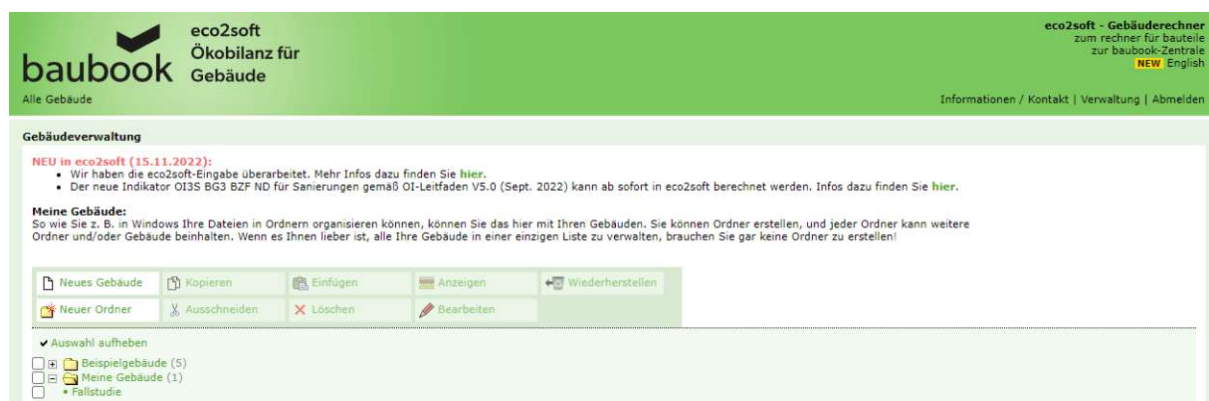 baubook
eco2soft
Ökobilanz für
Gebäude
eco2soft - Gebäuderechner
zum rechner für bauteile
zur baubook-Zentrale
NEW English
Alle Gebäude
Informationen / Kontakt | Verwaltung | Abmelden
Gebäudeverwaltung
NEU in eco2soft (15.11.2022):
• Wir haben die eco2soft-Eingabe überarbeitet. Mehr Infos dazu finden Sie hier.
• Der neue Indikator OI3S BG3 BZF ND für Sanierungen gemäß OI-Leitfaden V5.0 (Sept. 2022) kann ab sofort in eco2soft berechnet werden. Infos dazu finden Sie hier.
Meine Gebäude:
So wie Sie z. B. in Windows Ihre Dateien in Ordnern organisieren können, können Sie das hier mit Ihren Gebäuden. Sie können Ordner erstellen, und jeder Ordner kann weitere
Ordner und/oder Gebäude beinhalten. Wenn es Ihnen lieber ist, alle Ihre Gebäude in einer einzigen Liste zu verwalten, brauchen Sie gar keine Ordner zu erstellen!
Neues Gebäude Kopieren Einfügen Anzeigen Wiederherstellen
Neuer Ordner Ausschneiden Löschen Bearbeiten
Auswahl aufheben
Beispielgebäude (5)
Meine Gebäude (1)
• Fallstudie